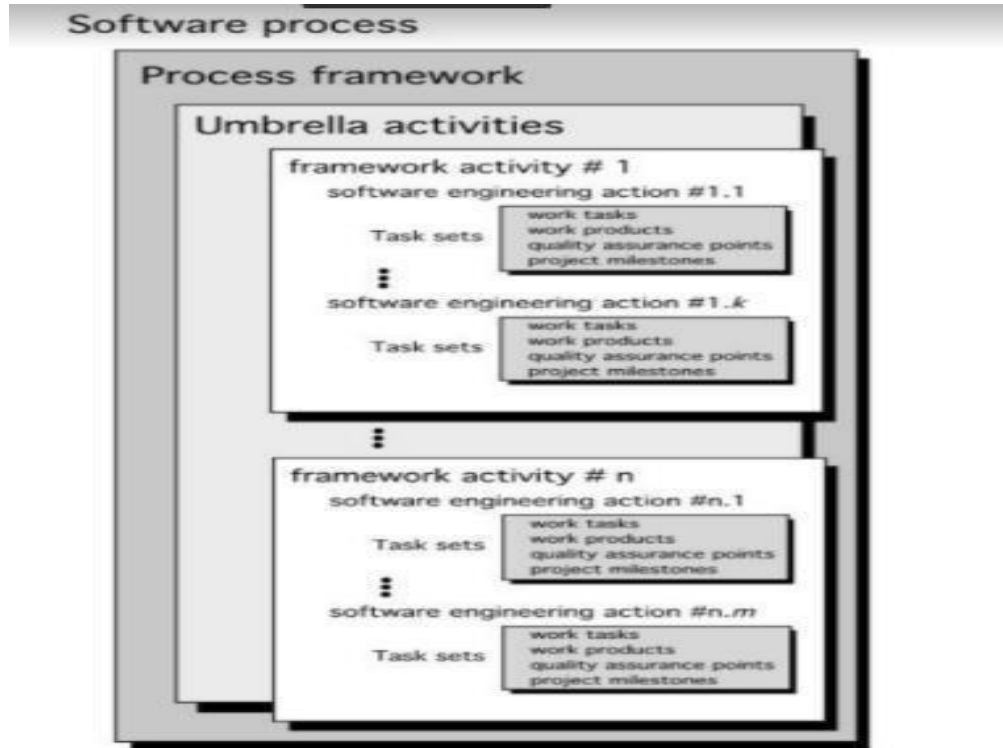 Software process
Process framework
Umbrella activities
framework activity # 1
software engineering action #1.1
Task sets
work tasks
work products
quality assurance points
project milestones
software engineering action #1.k
Task sets
work tasks
work products
quality assurance points
project milestones
framework activity # n
software engineering action #n.1
Task sets
work tasks
work products
quality assurance points
project milestones
software engineering action #n.m
Task sets
work tasks
work products
quality assurance points
project milestones